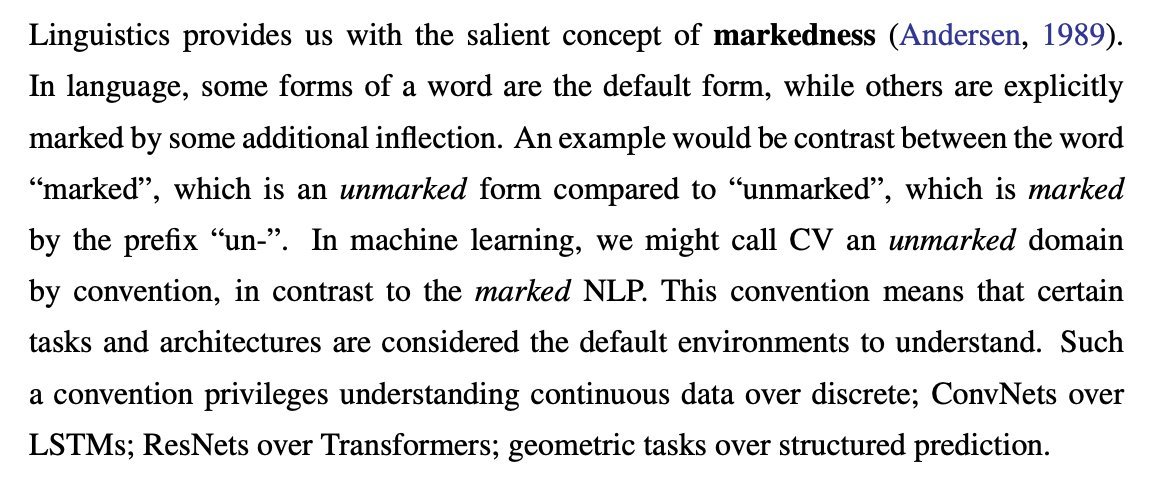 Linguistics provides us with the salient concept of markedness (Andersen, 1989).
In language, some forms of a word are the default form, while others are explicitly
marked by some additional inflection. An example would be contrast between the word
“marked”, which is an unmarked form compared to “unmarked”, which is marked
by the prefix “un-”. In machine learning, we might call CV an unmarked domain
by convention, in contrast to the marked NLP. This convention means that certain
tasks and architectures are considered the default environments to understand. Such
a convention privileges understanding continuous data over discrete; ConvNets over
LSTMs; ResNets over Transformers; geometric tasks over structured prediction.